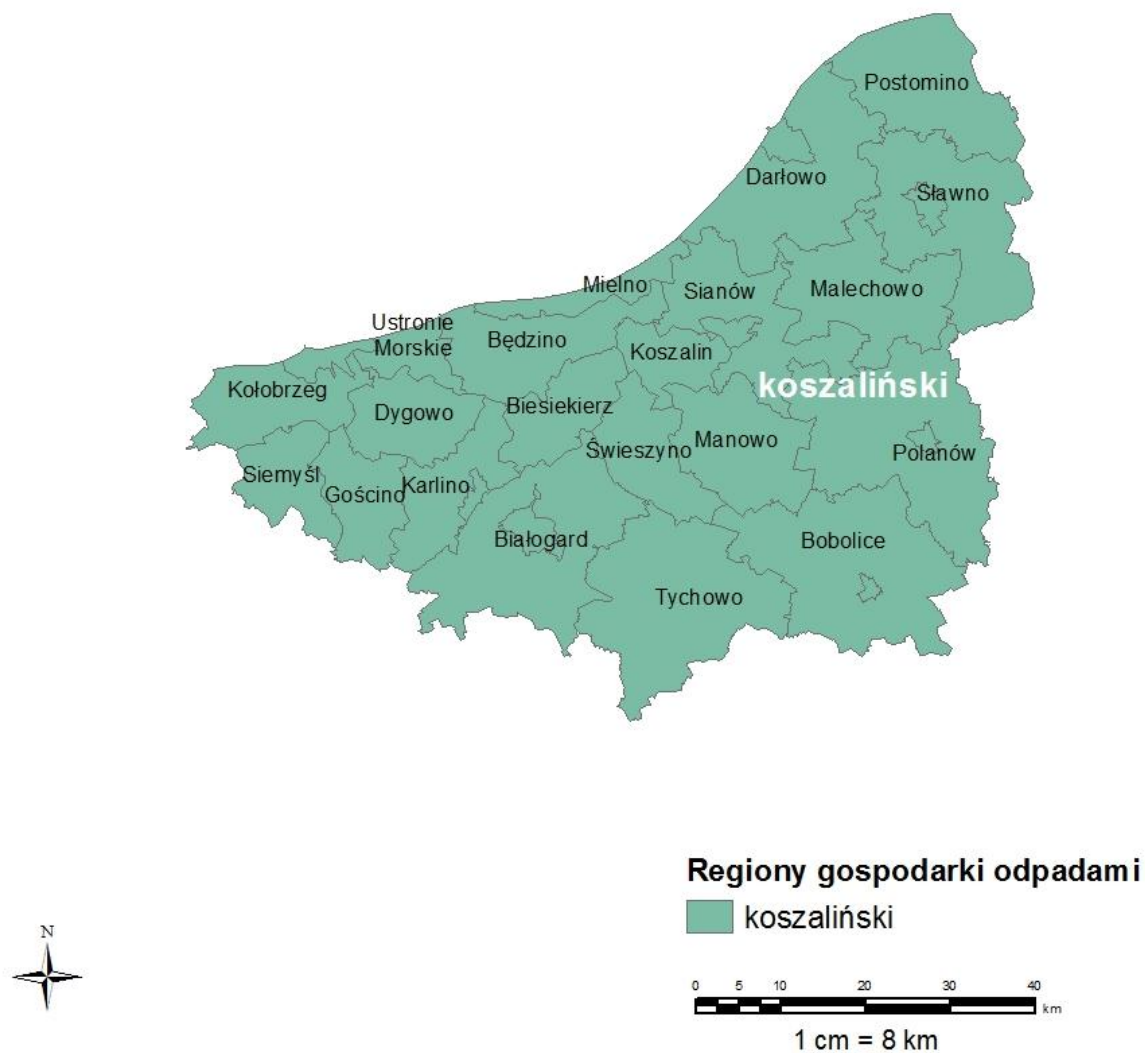 Postomino
Darłowo
Sławno
Mielno
Sianów
Malechowo
Ustronie
Morskie
Będzino
Koszalin
koszaliński
Kołobrzeg
Dygowo
Biesiekierz
Świeszyno
Manowo
Polanów
Siemyśl
Gościno
Karlino
Białogard
Bobolice
Tychowo
Regiony gospodarki odpadami
koszaliński
N
0 5 10 20 30 40
km
1 cm = 8 km